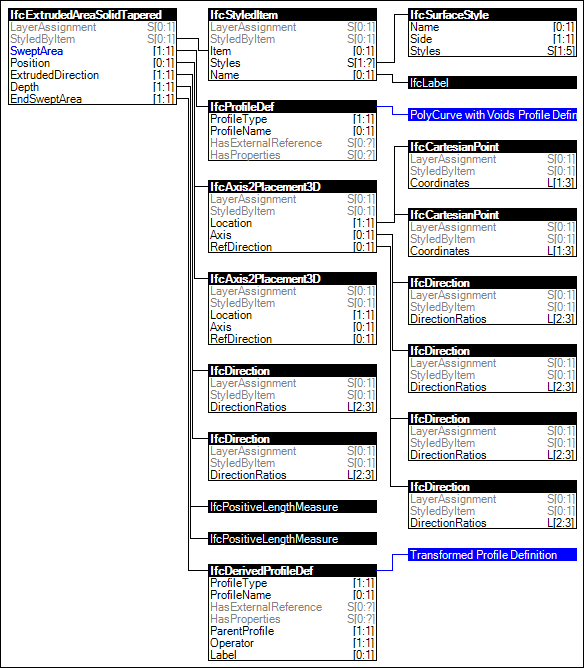 IfcExtrudedAreaSolidTapered
LayerAssignment S[0:1]
StyledByItem S[0:1]
SweptArea [1:1]
Position [0:1]
ExtrudedDirection [1:1]
Depth [1:1]
EndSweptArea [1:1]
IfcStyledItem
LayerAssignment S[0:1]
StyledByItem S[0:1]
Item [0:1]
Styles S[1:?]
Name [0:1]
IfcProfileDef
ProfileType [1:1]
ProfileName [0:1]
HasExternalReference S[0:?]
HasProperties S[0:?]
IfcAxis2Placement3D
LayerAssignment S[0:1]
StyledByItem S[0:1]
Location [1:1]
Axis [0:1]
RefDirection [0:1]
IfcAxis2Placement3D
LayerAssignment S[0:1]
StyledByItem S[0:1]
Location [1:1]
Axis [0:1]
RefDirection [0:1]
IfcDirection
LayerAssignment S[0:1]
StyledByItem S[0:1]
DirectionRatios L[2:3]
IfcDirection
LayerAssignment S[0:1]
StyledByItem S[0:1]
DirectionRatios L[2:3]
IfcPositiveLengthMeasure
IfcPositiveLengthMeasure
IfcDerivedProfileDef
ProfileType [1:1]
ProfileName [0:1]
HasExternalReference S[0:?]
HasProperties S[0:?]
ParentProfile [1:1]
Operator [1:1]
Label [0:1]
IfcSurfaceStyle
Name [0:1]
Side [1:1]
Styles S[1:5]
IfcLabel
PolyCurve with Voids Profile Defin
IfcCartesianPoint
LayerAssignment S[0:1]
StyledByItem S[0:1]
Coordinates L[1:3]
IfcCartesianPoint
LayerAssignment S[0:1]
StyledByItem S[0:1]
Coordinates L[1:3]
IfcDirection
LayerAssignment S[0:1]
StyledByItem S[0:1]
DirectionRatios L[2:3]
IfcDirection
LayerAssignment S[0:1]
StyledByItem S[0:1]
DirectionRatios L[2:3]
IfcDirection
LayerAssignment S[0:1]
StyledByItem S[0:1]
DirectionRatios L[2:3]
IfcDirection
LayerAssignment S[0:1]
StyledByItem S[0:1]
DirectionRatios L[2:3]
Transformed Profile Definition